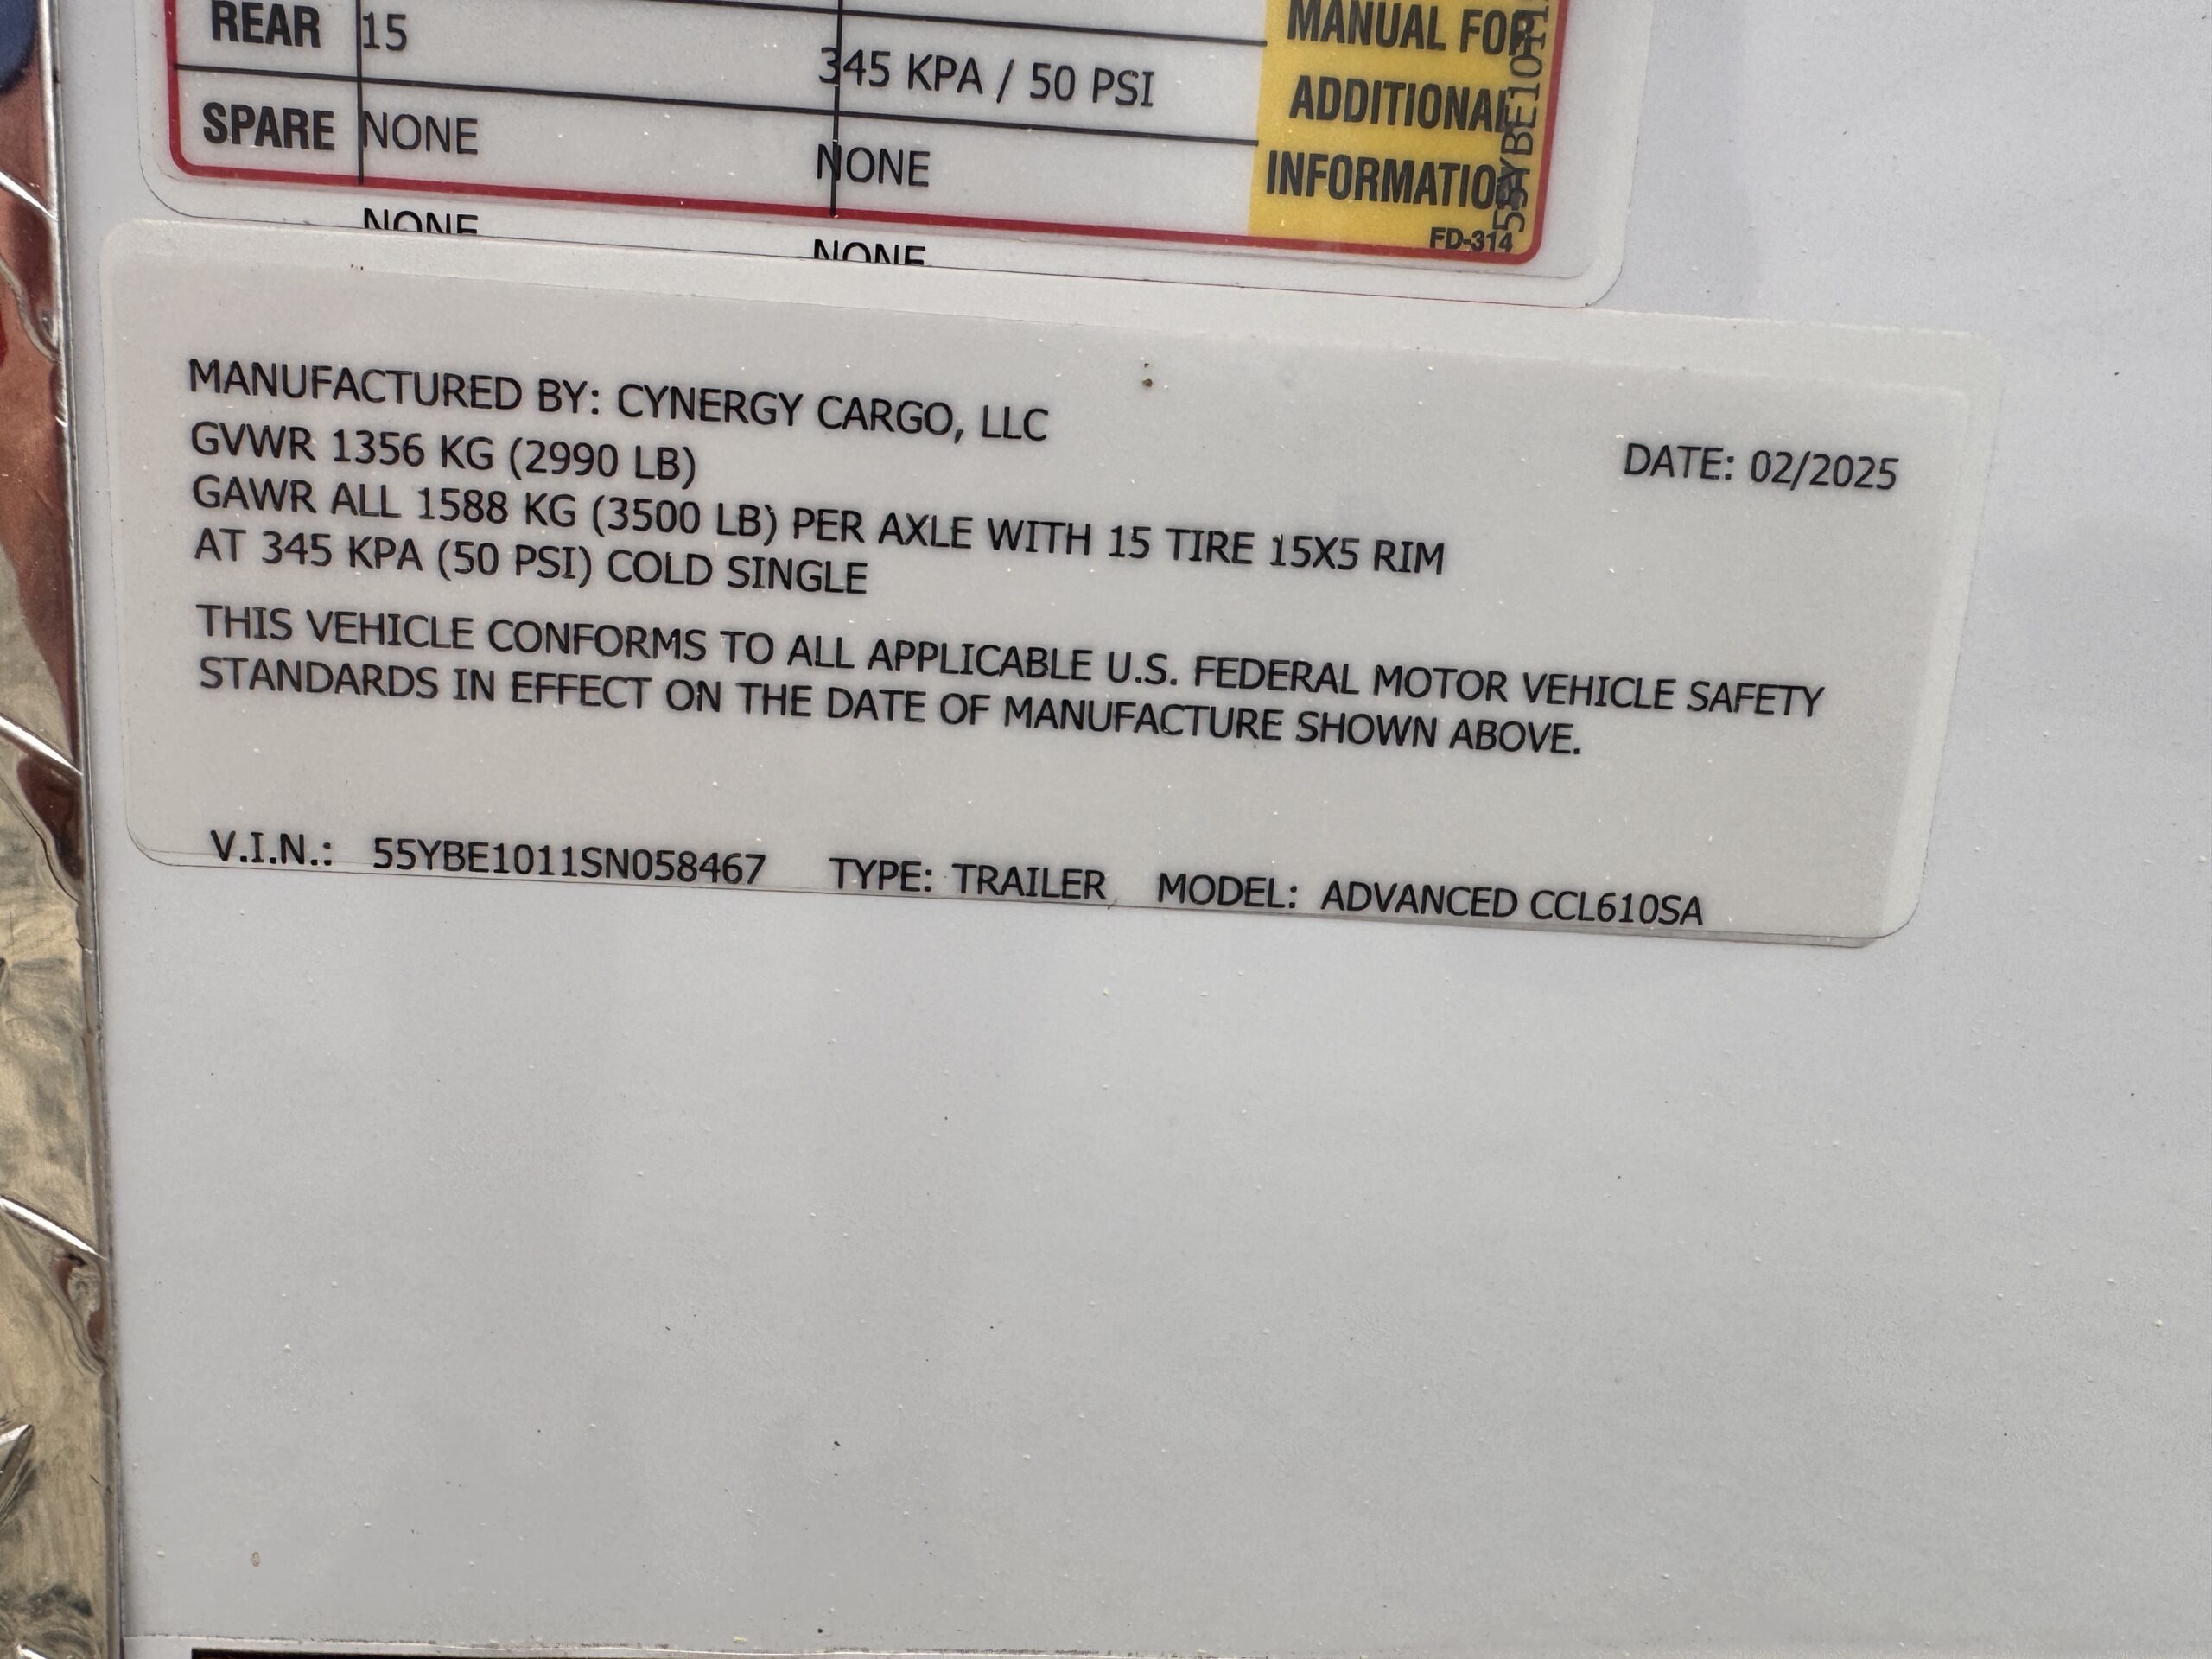 REAR 15 345 KPA / 50 PSI
SPARE NONE NONE
NONE NONE
MANUAL FOR
ADDITIONAL
INFORMATION
FD-314
MANUFACTURED BY: CYNERGY CARGO, LLC
DATE: 02/2025
GVWR 1356 KG (2990 LB)
GAWR ALL 1588 KG (3500 LB) PER AXLE WITH 15 TIRE 15X5 RIM
AT 345 KPA (50 PSI) COLD SINGLE
THIS VEHICLE CONFORMS TO ALL APPLICABLE U.S. FEDERAL MOTOR VEHICLE SAFETY
STANDARDS IN EFFECT ON THE DATE OF MANUFACTURE SHOWN ABOVE.
V.I.N.: 55YBE1011SN058467 TYPE: TRAILER MODEL: ADVANCED CCL610SA